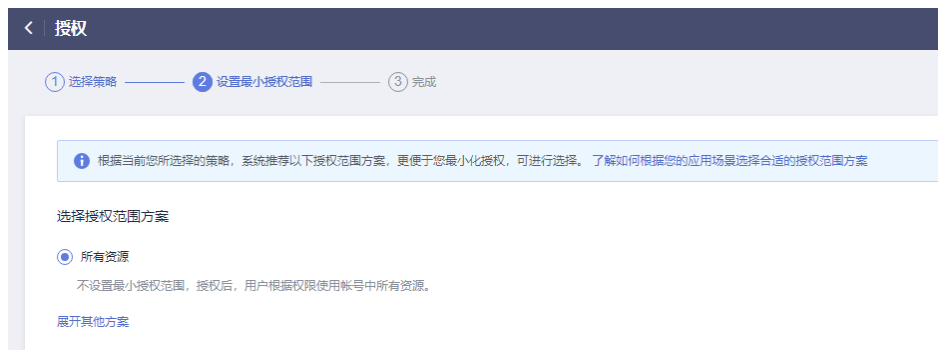 授权
1 选择策略 2 设置最小授权范围 3 完成
根据当前您所选择的策略，系统推荐以下授权范围方案，更便于您最小化授权，可进行选择。 了解如何根据您的应用场景选择合适的授权范围方案
选择授权范围方案
所有资源
不设置最小授权范围，授权后，用户根据权限使用帐号中所有资源。
展开其他方案